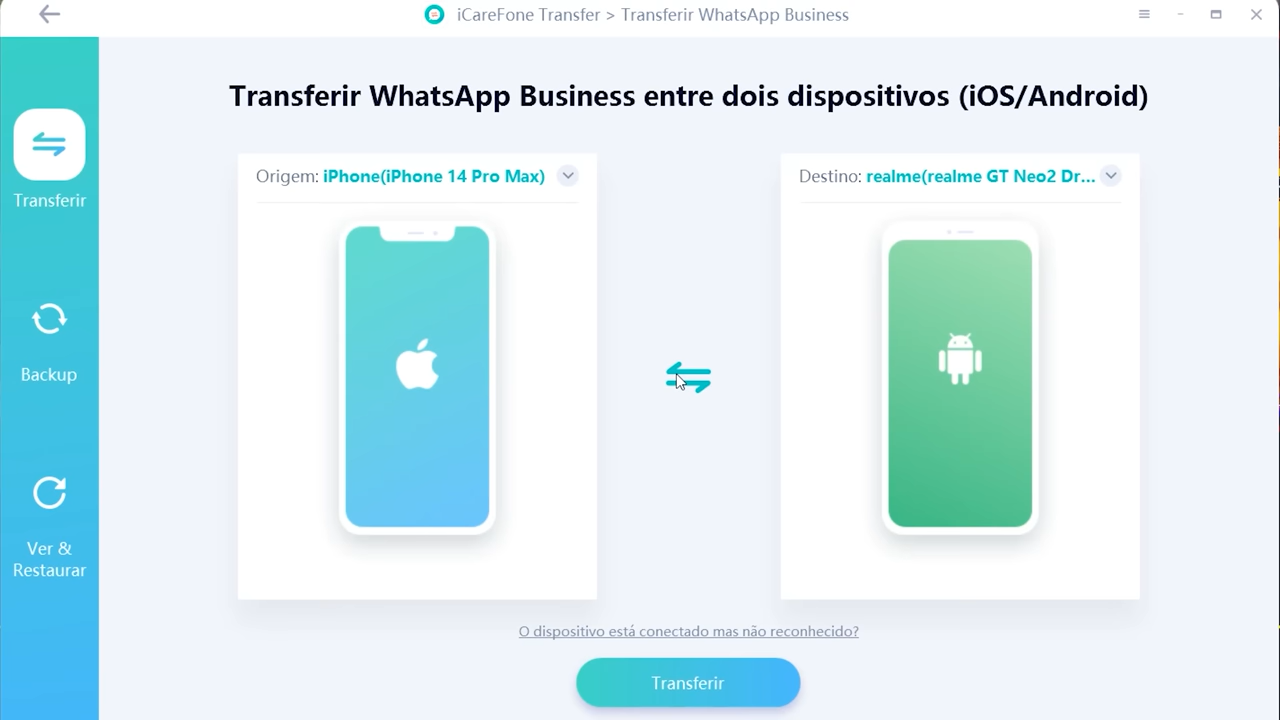 iCareFone Transfer > Transferir WhatsApp Business
Transferir
Backup
Ver &
Restaurar
Transferir WhatsApp Business entre dois dispositivos (iOS/Android)
Origem: iPhone(iPhone 14 Pro Max)
Destino: realme(realme GT Neo2 Dr...
O dispositivo está conectado mas não reconhecido?
Transferir